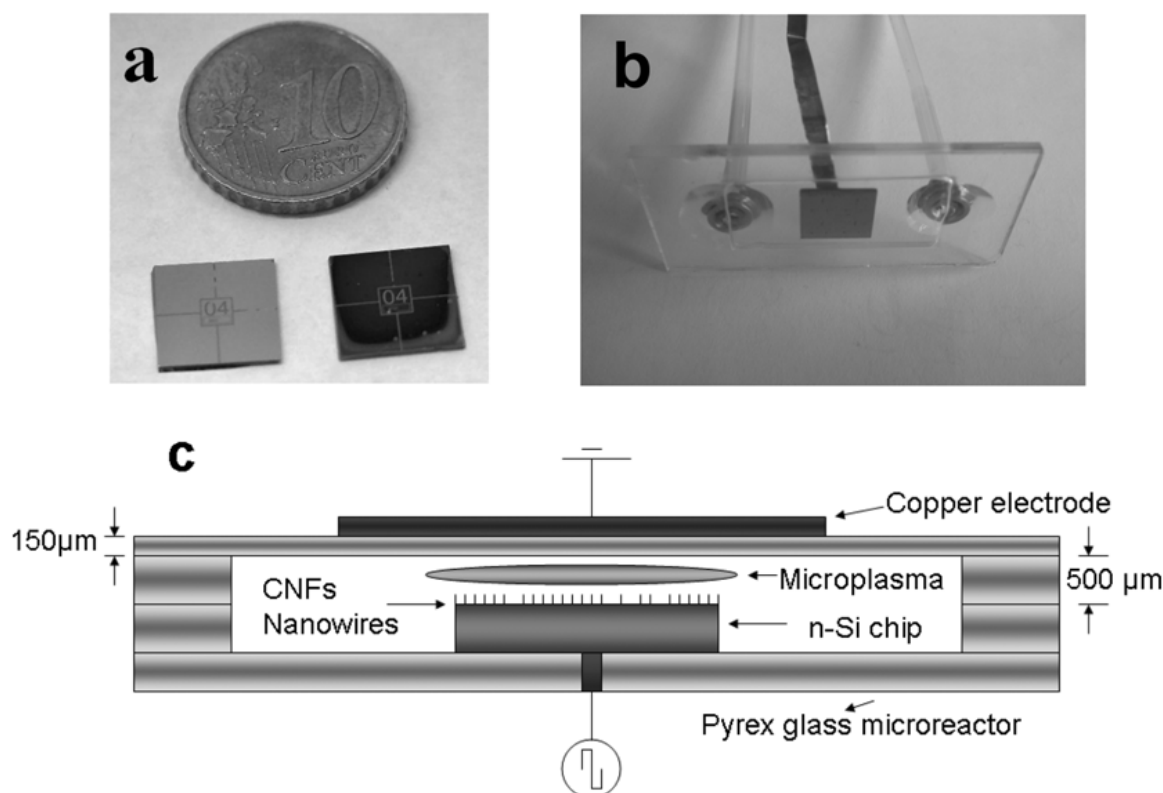 a
10
EURO
CENT
04
04
b
c
Copper electrode
150µm
Microplasma
500 µm
CNFs
Nanowires
n-Si chip
Pyrex glass microreactor